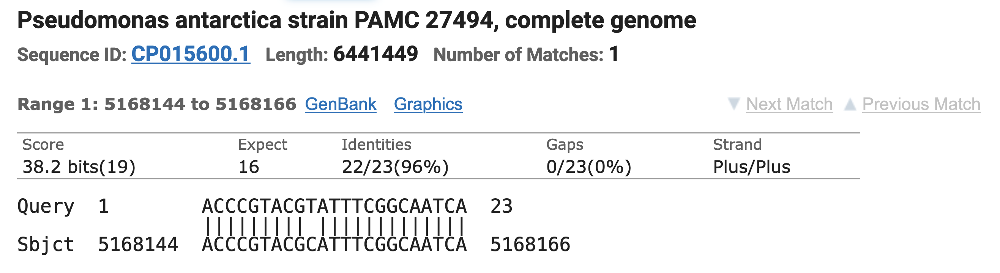 Pseudomonas antarctica strain PAMC 27494, complete genome
Sequence ID: CP015600.1 Length: 6441449 Number of Matches: 1
Range 1: 5168144 to 5168166 GenBank Graphics ▼ Next Match ▲ Previous Match
Score Expect Identities Gaps Strand
38.2 bits(19) 16 22/23(96%) 0/23(0%) Plus/Plus
Query 1 ACCCGTACGTATTTCGGCAATCA 23
||||||||| |||||||||||||
Sbjct 5168144 ACCCGTACGCATTTCGGCAATCA 5168166